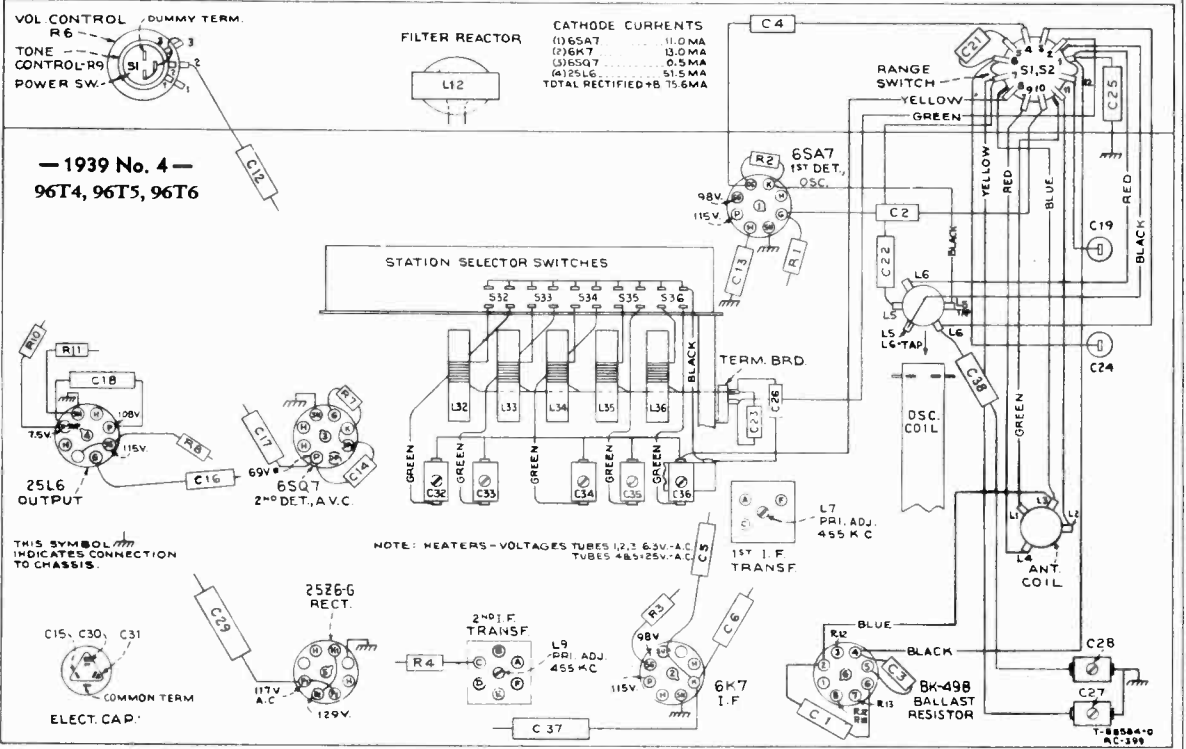 VOL. CONTROL
R6
DUMMY TERM.
TONE
CONTROL-R9
POWER SW.
S1
3
2
1
C12
FILTER REACTOR
L12
CATHODE CURRENTS
(1) 6SA7 11.0 MA
(2) 6K7 13.0 MA
(3) 6SQ7 0.5 MA
(4) 25L6 51.5 MA
TOTAL RECTIFIED +B 75.6MA
C4
C21
RANGE
SWITCH
S1, S2
YELLOW
GREEN
C25
— 1939 No. 4 —
96T4, 96T5, 96T6
R2
6SA7
1ST DET.,
OSC.
98V.
115V.
C13
R1
C2
C22
YELLOW
RED
BLUE
RED
BLACK
BLACK
C19
C24
L6
L5
L6
L5
L6-TAP
C38
OSC.
COIL
GREEN
STATION SELECTOR SWITCHES
S32 S33 S34 S35 S36
BLACK
TERM. BRD.
L32 L33 L34 L35 L36
C23
C26
GREEN GREEN GREEN GREEN GREEN
C32 C33 C34 C35 C36
R10
R11
C18
108V.
7.5V.
115V.
R8
C16
25L6
OUTPUT
C17
R7
69V
C14
6SQ7
2ND DET., A.V.C.
L7
PRI. ADJ.
455 KC
1ST I.F.
TRANSF.
L1 L3 L2
L4
ANT.
COIL
THIS SYMBOL
INDICATES CONNECTION
TO CHASSIS.
NOTE: HEATERS-VOLTAGES TUBES 1,2,3 6.3V.-A.C.
TUBES 4&5=25V.-A.C.
C5
C29
25Z6-G
RECT.
117V.
A.C
129V.
C15 C30 C31
COMMON TERM
ELECT. CAP.
2ND I.F.
TRANSF.
R4
L9
PRI. ADJ.
455 KC
C37
R3
C6
98V
115V.
6K7
I.F
BLUE
BLACK
R12
R13
C3
C1
BK-49B
BALLAST
RESISTOR
C28
C27
T-88584-0
RC-399